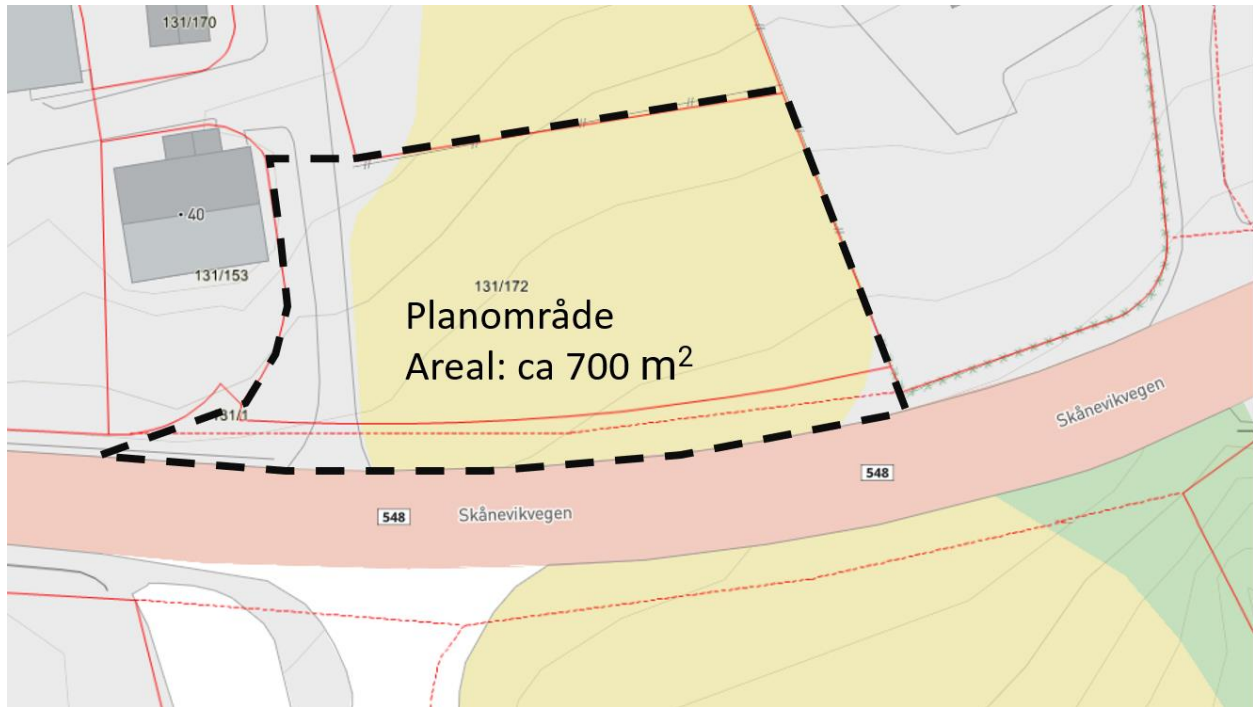 131/170
40
131/153
131/172
Planområde
Areal: ca 700 m²
131/1
Skånevikvegen
548
548
Skånevikvegen